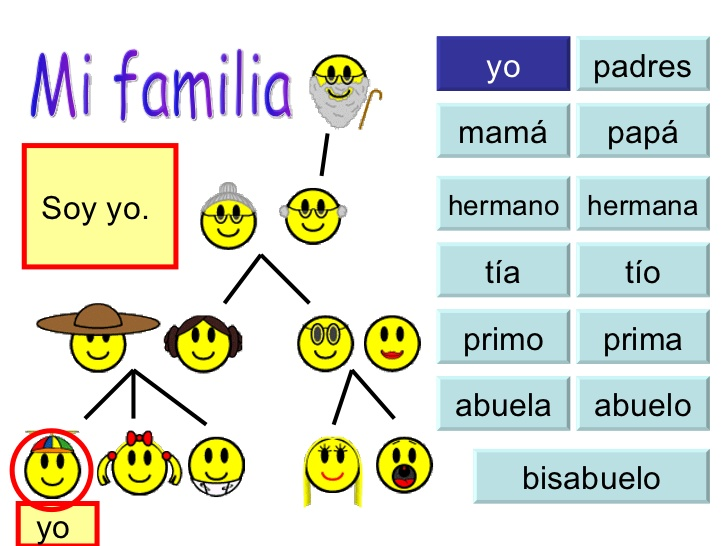 Mi familia
Soy yo.
yo
yo
padres
mamá
papá
hermano
hermana
tía
tío
primo
prima
abuela
abuelo
bisabuelo